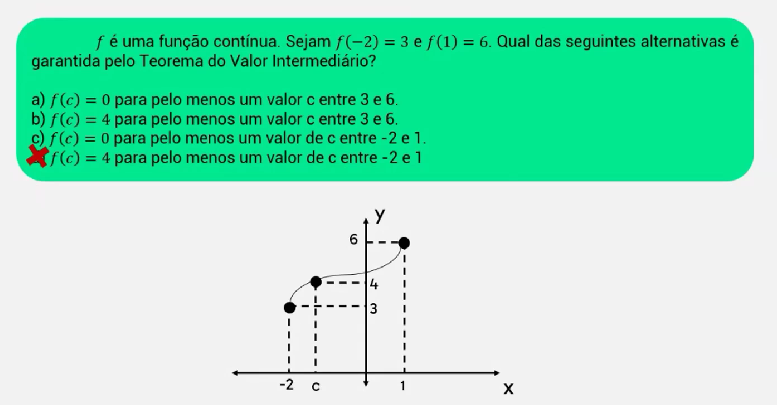 f é uma função contínua. Sejam f(−2) = 3 e f(1) = 6. Qual das seguintes alternativas é
garantida pelo Teorema do Valor Intermediário?
a) f(c) = 0 para pelo menos um valor c entre 3 e 6.
b) f(c) = 4 para pelo menos um valor c entre 3 e 6.
c) f(c) = 0 para pelo menos um valor de c entre -2 e 1.
f(c) = 4 para pelo menos um valor de c entre -2 e 1
y
6
4
3
-2 c 1
x